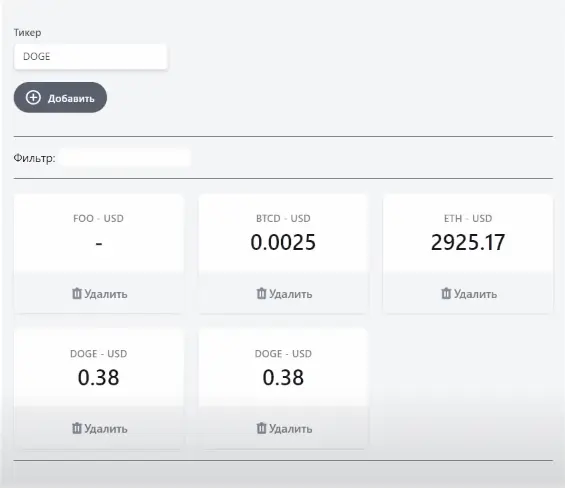 Тикер
DOGE
Добавить
Фильтр:
FOO - USD
-
Удалить
BTCD - USD
0.0025
Удалить
ETH - USD
2925.17
Удалить
DOGE - USD
0.38
Удалить
DOGE - USD
0.38
Удалить